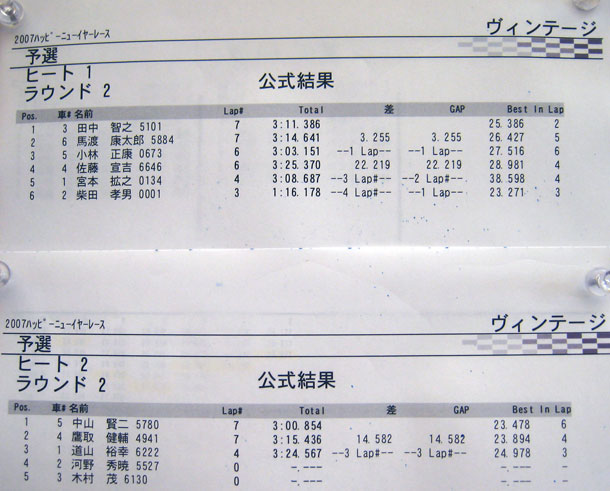 2007ﾊｯﾋﾟｰﾆｭｰｲﾔｰﾚｰｽ ヴィンテージ
予選
ヒート 1
ラウンド 2 公式結果
Pos. 車# 名前 Lap# Total 差 GAP Best In Lap
1 3 田中 智之 5101 7 3:11.386 25.386 2
2 6 馬渡 康太郎 5884 7 3:14.641 3.255 3.255 26.427 5
3 5 小林 正康 0673 6 3:03.151 --1 Lap-- --1 Lap-- 27.516 6
4 4 佐藤 宣吉 6646 6 3:25.370 22.219 22.219 28.981 4
5 1 宮本 拡之 0134 4 3:08.687 --3 Lap#-- --2 Lap#-- 38.598 4
6 2 柴田 孝男 0001 3 1:16.178 --4 Lap#-- --1 Lap-- 23.271 3
2007ﾊｯﾋﾟｰﾆｭｰｲﾔｰﾚｰｽ ヴィンテージ
予選
ヒート 2
ラウンド 2 公式結果
Pos. 車# 名前 Lap# Total 差 GAP Best In Lap
1 5 中山 賢二 5780 7 3:00.854 23.478 6
2 4 鷹取 健輔 4941 7 3:15.436 14.582 14.582 23.894 4
3 1 道山 裕幸 6222 4 3:24.567 --3 Lap#-- --3 Lap#-- 24.978 3
4 2 河野 秀暁 5527 0 -.--- -.---
5 3 木村 茂 6130 0 -.--- -.---